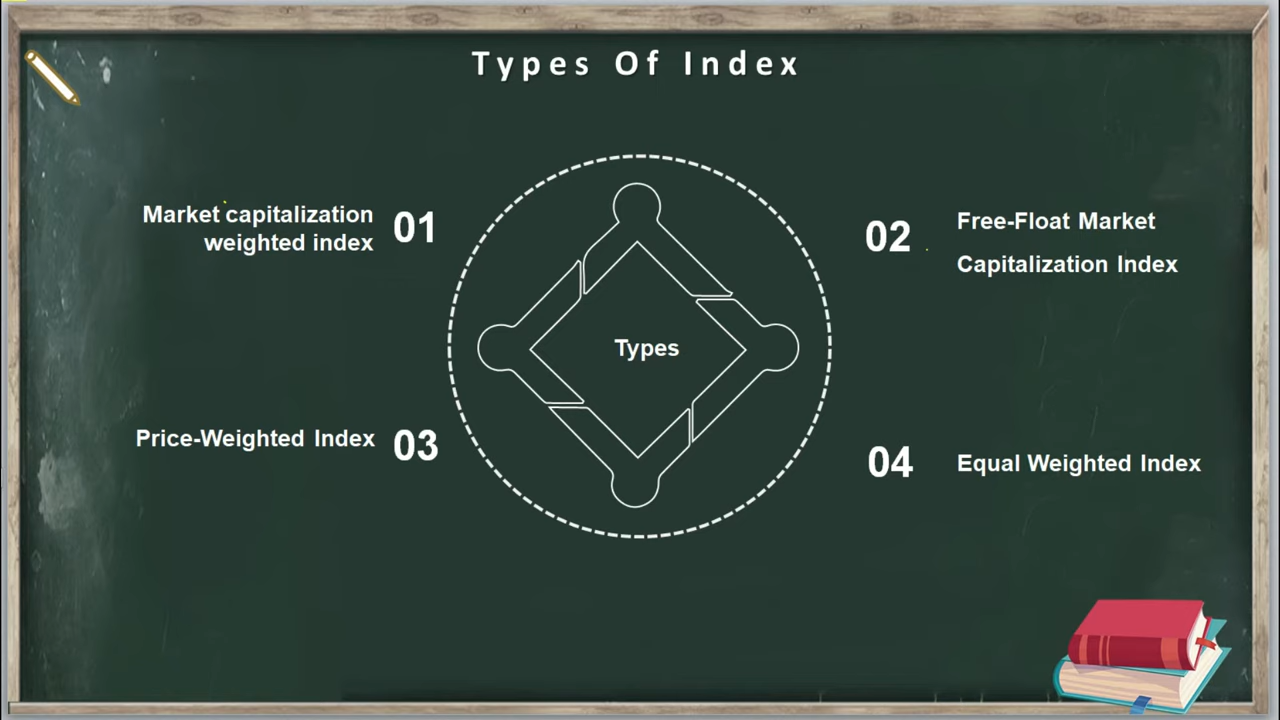 Types Of Index
Market capitalization
weighted index
01
02
Free-Float Market
Capitalization Index
Types
Price-Weighted Index
03
04
Equal Weighted Index